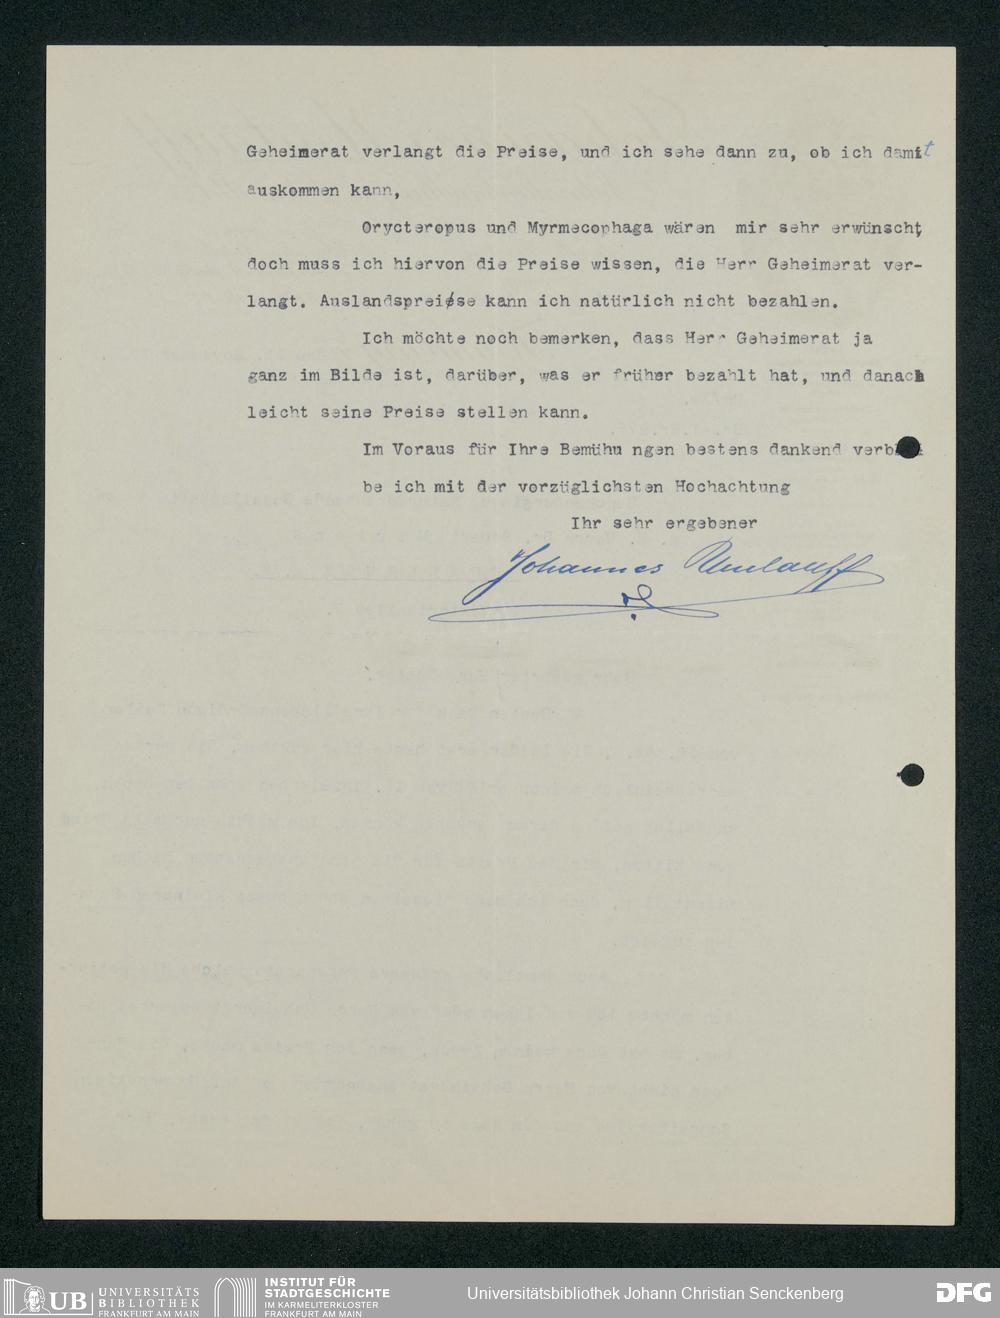 Geheimerat verlangt die Preise, und ich sehe dann zu, ob ich damit
auskommen kann,
Orycteropus und Myrmecophaga wären mir sehr erwünscht,
doch muss ich hiervon die Preise wissen, die Herr Geheimerat ver-
langt. Auslandspreise kann ich natürlich nicht bezahlen.
Ich möchte noch bemerken, dass Herr Geheimerat ja
ganz im Bilde ist, darüber, was er früher bezahlt hat, und danach
leicht seine Preise stellen kann.
Im Voraus für Ihre Bemühu ngen bestens dankend
be ich mit der vorzüglichsten Hochachtung
Ihr sehr ergebener
Johannes Umlauff
UB UNIVERSITÄTS
BIBLIOTHEK
FRANKFURT AM MAIN
INSTITUT FÜR
STADTGESCHICHTE
IM KARMELITERKLOSTER
FRANKFURT AM MAIN
Universitätsbibliothek Johann Christian Senckenberg
DFG